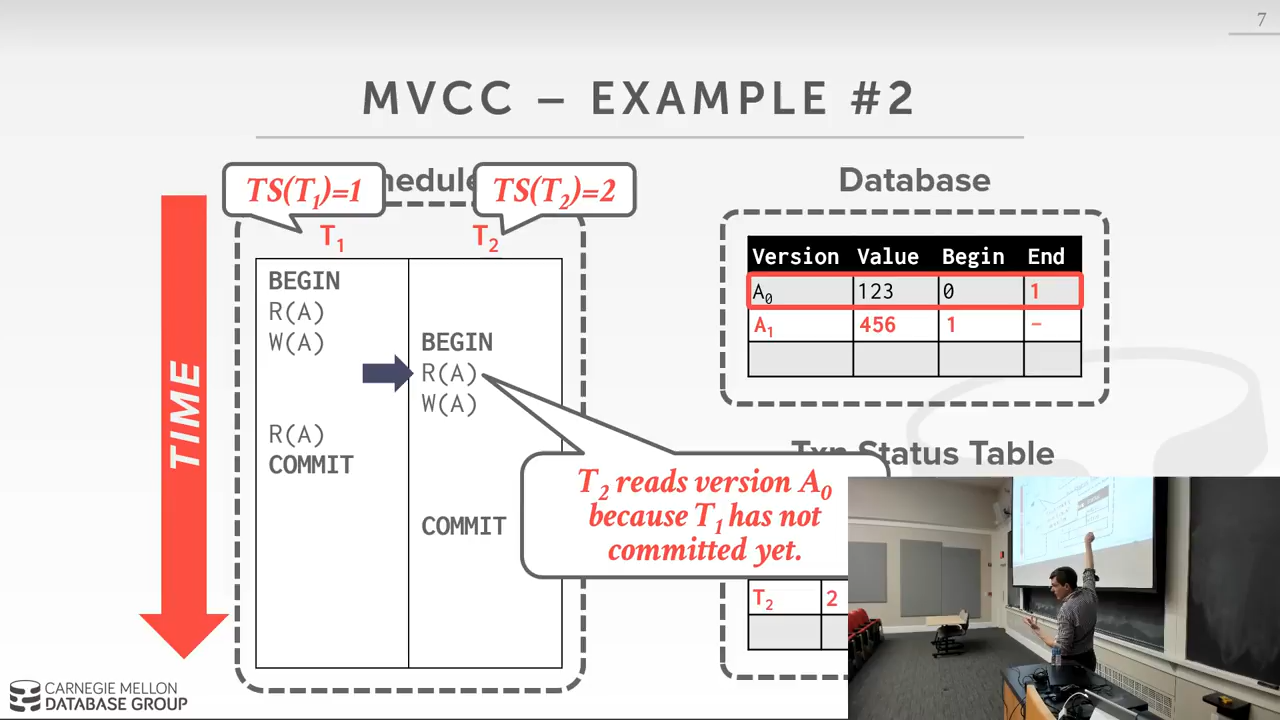 7
MVCC – EXAMPLE #2
TS(T1)=1
hedule
TS(T2)=2
Database
T1
T2
Version Value Begin End
A0 123 0 1
A1 456 1 –
BEGIN
R(A)
W(A)
BEGIN
R(A)
W(A)
R(A)
COMMIT
COMMIT
TIME
T2 reads version A0
because T1 has not
committed yet.
Txn Status Table
T2 2
CARNEGIE MELLON
DATABASE GROUP